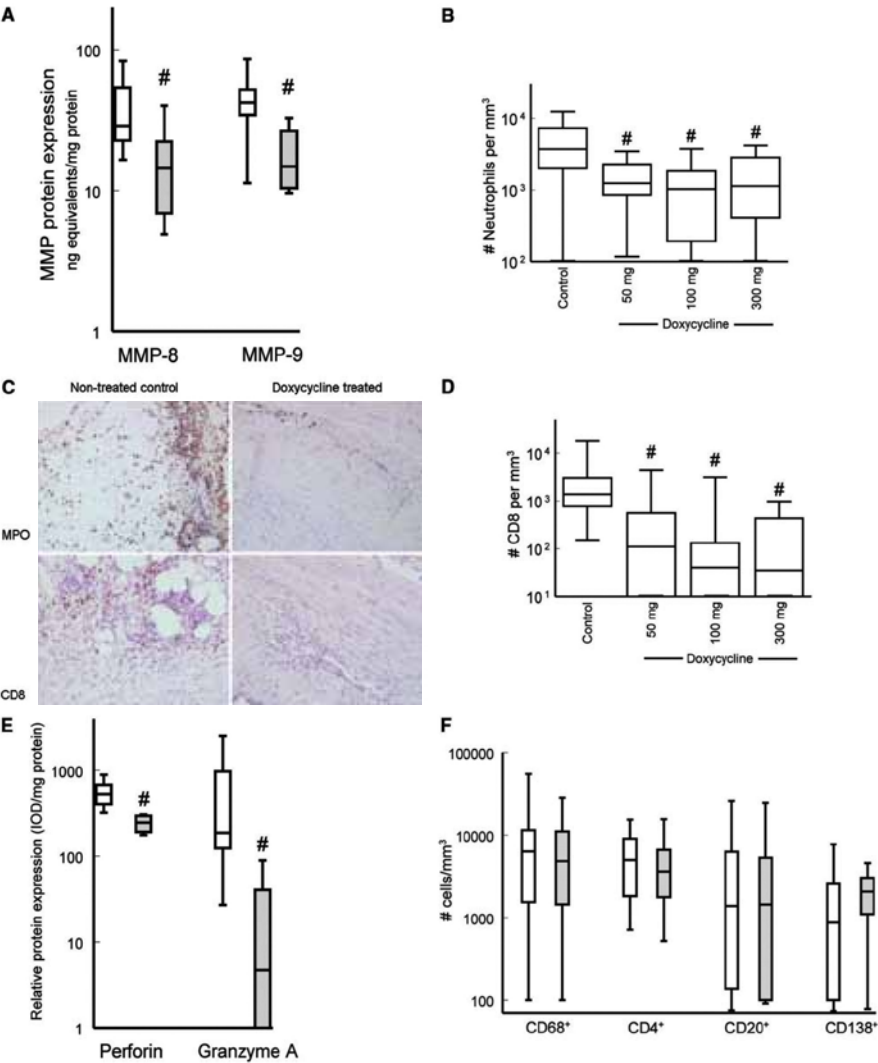 A
MMP protein expression
ng equivalents/mg protein
100
10
1
#
#
MMP-8
MMP-9
B
# Neutrophils per mm³
10⁴
10³
10²
#
#
#
Control
50 mg
100 mg
300 mg
Doxycycline
C
Non-treated control
Doxycycline treated
MPO
CD8
D
# CD8 per mm³
10⁴
10³
10²
10¹
#
#
#
Control
50 mg
100 mg
300 mg
Doxycycline
E
Relative protein expression (IOD/mg protein)
1000
100
10
1
#
#
Perforin
Granzyme A
F
# cells/mm³
100000
10000
1000
100
CD68⁺
CD4⁺
CD20⁺
CD138⁺